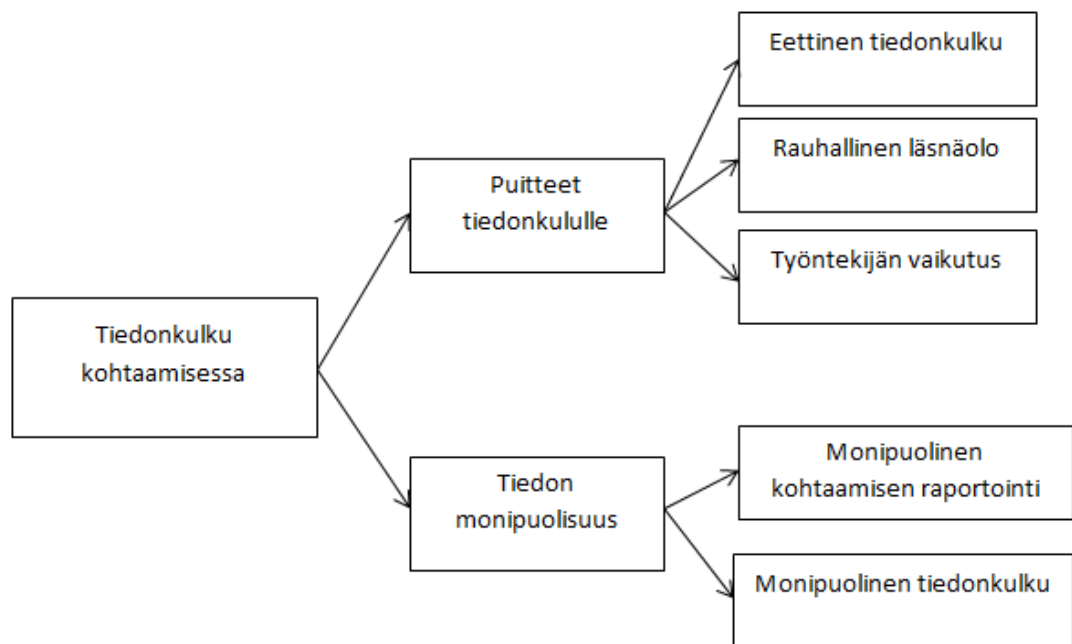 Eettinen tiedonkulku
Rauhallinen läsnäolo
Puitteet
tiedonkululle
Työntekijän vaikutus
Tiedonkulku
kohtaamisessa
Monipuolinen
kohtaamisen raportointi
Tiedon
monipuolisuus
Monipuolinen tiedonkulku